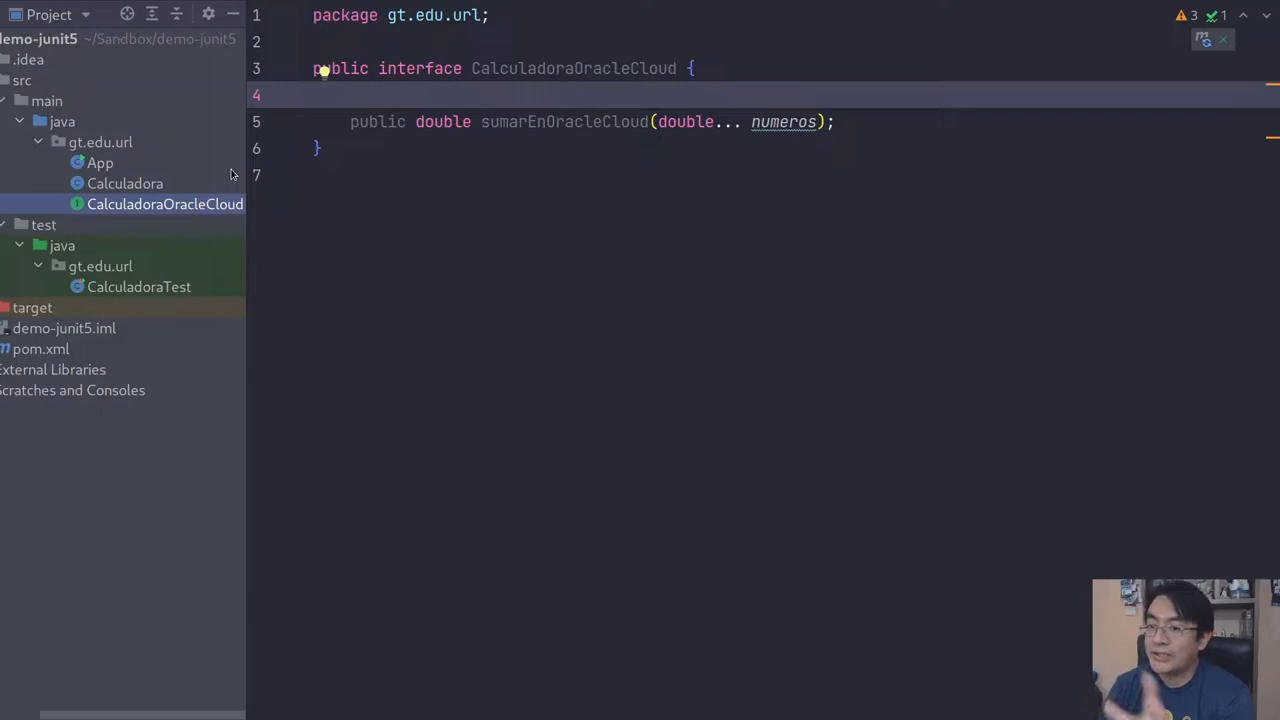 Project
demo-junit5 ~/Sandbox/demo-junit5
.idea
src
main
java
gt.edu.url
App
Calculadora
CalculadoraOracleCloud
test
java
gt.edu.url
CalculadoraTest
target
demo-junit5.iml
pom.xml
External Libraries
Scratches and Consoles
1 package gt.edu.url;
2
3 public interface CalculadoraOracleCloud {
4
5 public double sumarEnOracleCloud(double... numeros);
6 }
7
3 1